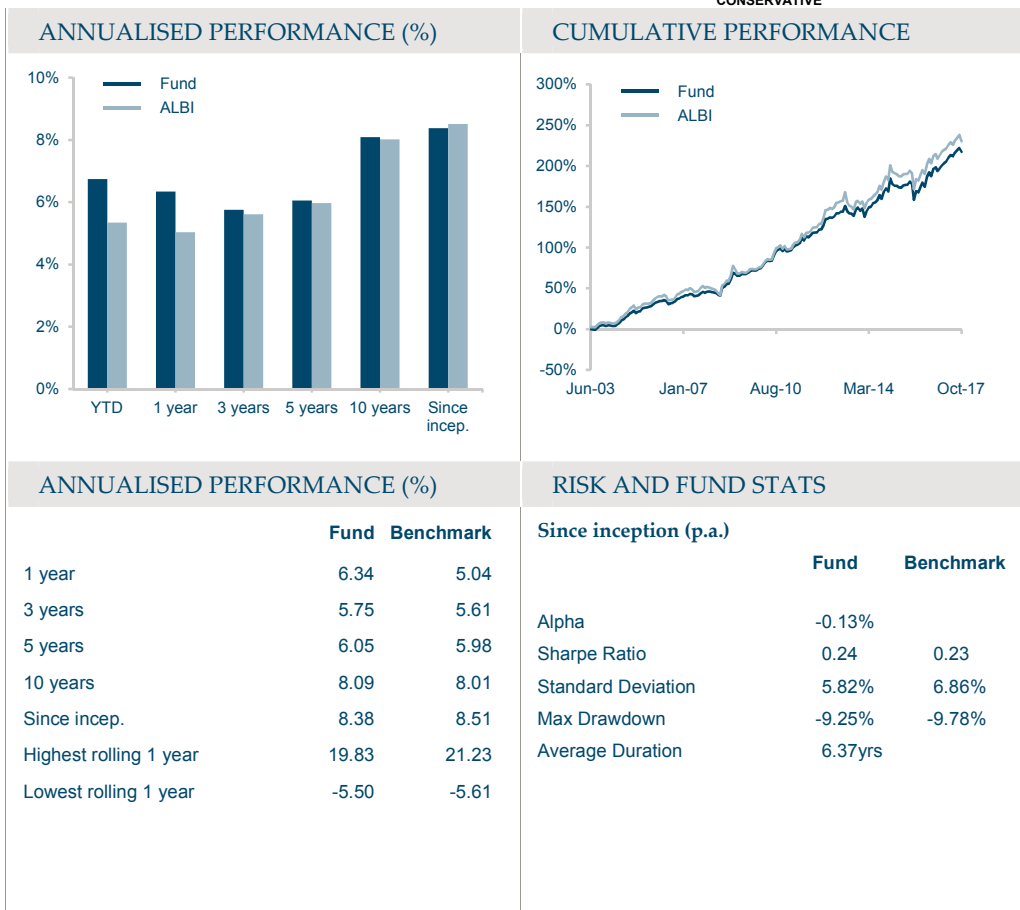 CONSERVATIVE
ANNUALISED PERFORMANCE (%)
10%
8%
6%
4%
2%
0%
Fund
ALBI
YTD 1 year 3 years 5 years 10 years Since
incep.
CUMULATIVE PERFORMANCE
300%
250%
200%
150%
100%
50%
0%
-50%
Fund
ALBI
Jun-03 Jan-07 Aug-10 Mar-14 Oct-17
ANNUALISED PERFORMANCE (%)
Fund Benchmark
1 year 6.34 5.04
3 years 5.75 5.61
5 years 6.05 5.98
10 years 8.09 8.01
Since incep. 8.38 8.51
Highest rolling 1 year 19.83 21.23
Lowest rolling 1 year -5.50 -5.61
RISK AND FUND STATS
Since inception (p.a.)
Fund Benchmark
Alpha -0.13%
Sharpe Ratio 0.24 0.23
Standard Deviation 5.82% 6.86%
Max Drawdown -9.25% -9.78%
Average Duration 6.37yrs